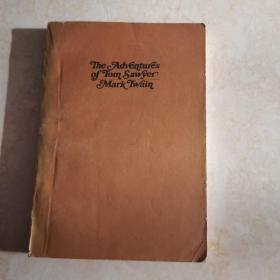 The Adventures
of Tom Sawyer
Mark Twain